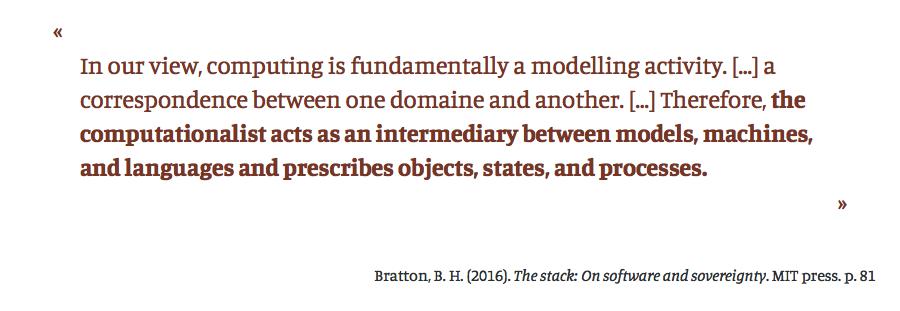 «
In our view, computing is fundamentally a modelling activity. [...] a
correspondence between one domaine and another. [...] Therefore, the
computationalist acts as an intermediary between models, machines,
and languages and prescribes objects, states, and processes.
»
Bratton, B. H. (2016). The stack: On software and sovereignty. MIT press. p. 81